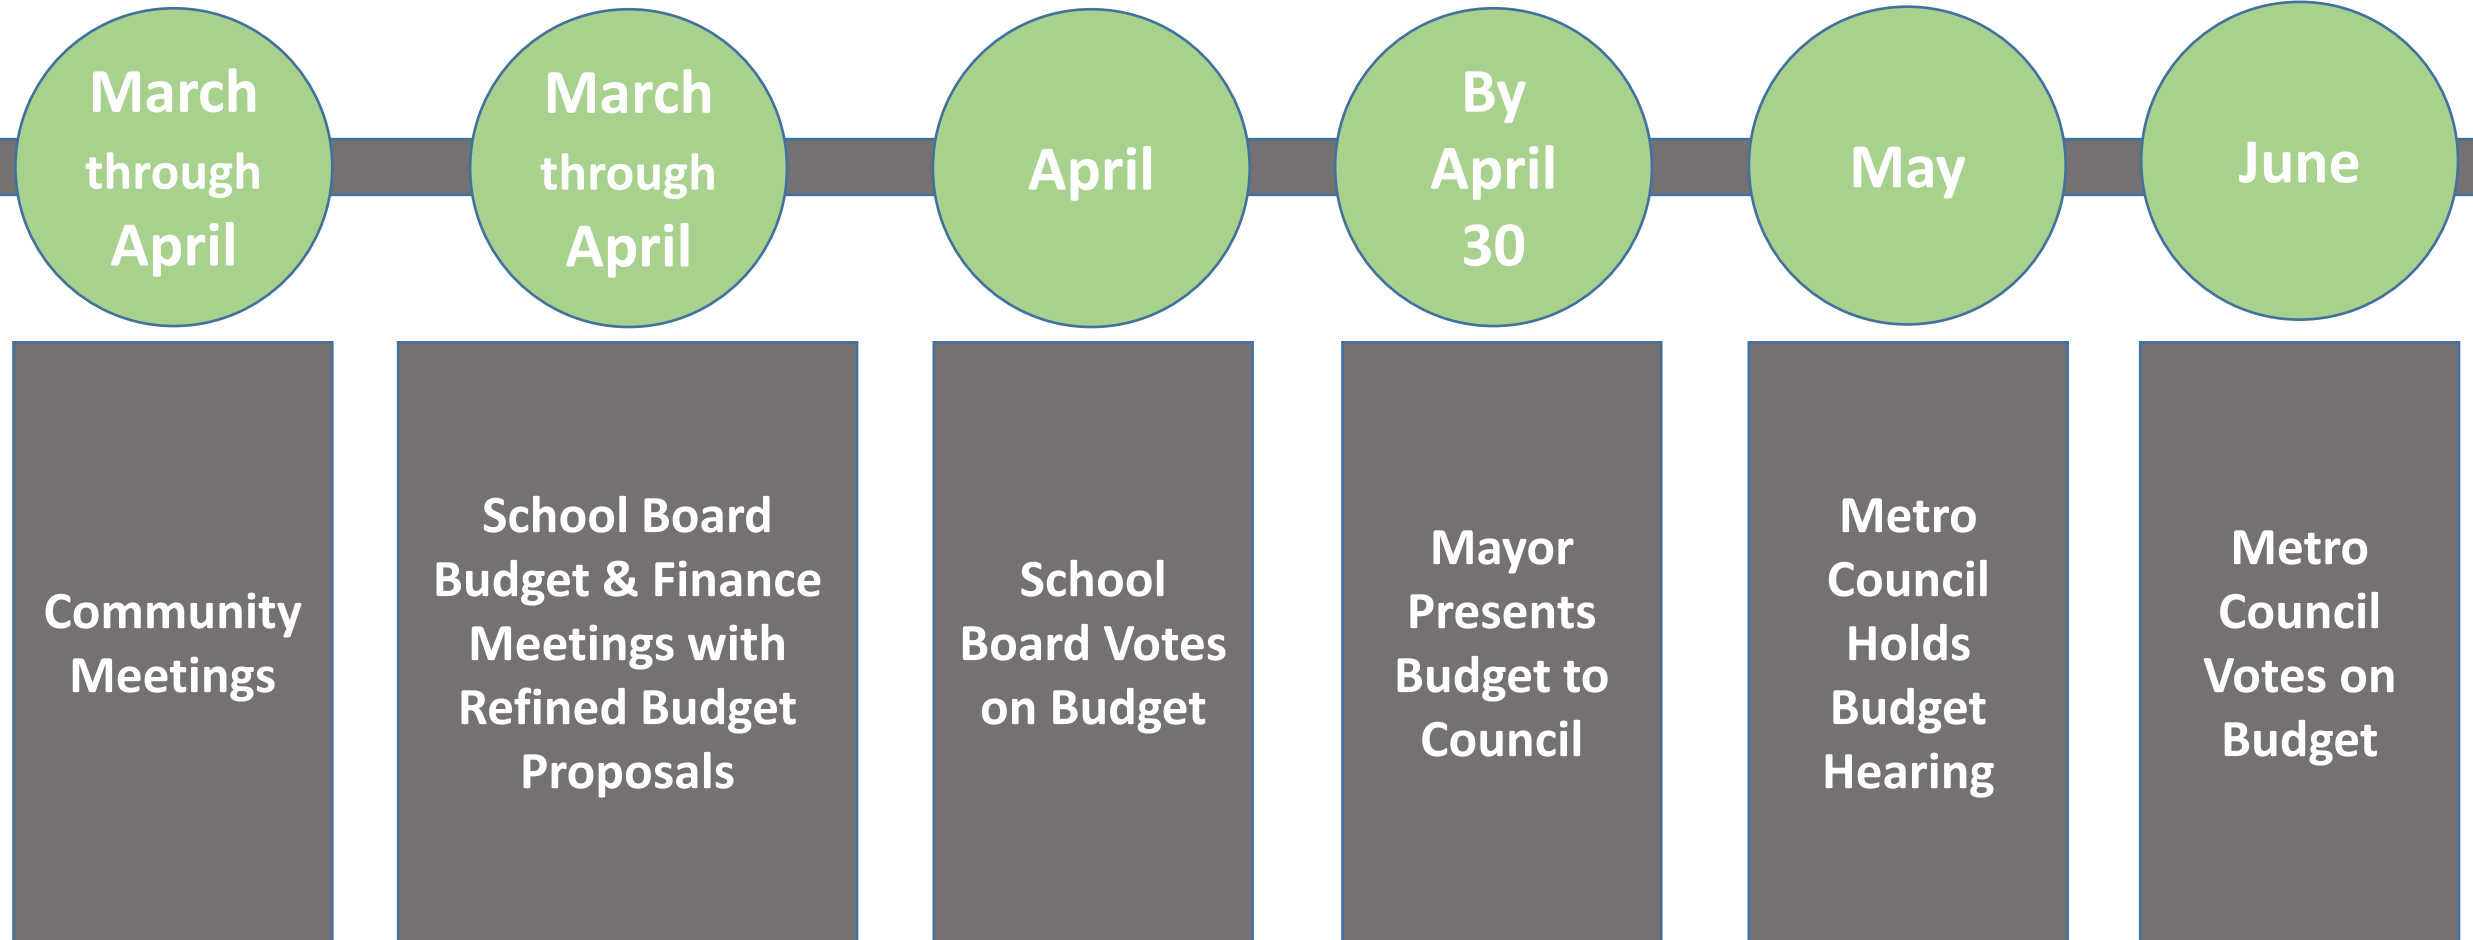 March
through
April
Community
Meetings
March
through
April
School Board
Budget & Finance
Meetings with
Refined Budget
Proposals
April
School
Board Votes
on Budget
By
April
30
Mayor
Presents
Budget to
Council
May
Metro
Council
Holds
Budget
Hearing
June
Metro
Council
Votes on
Budget